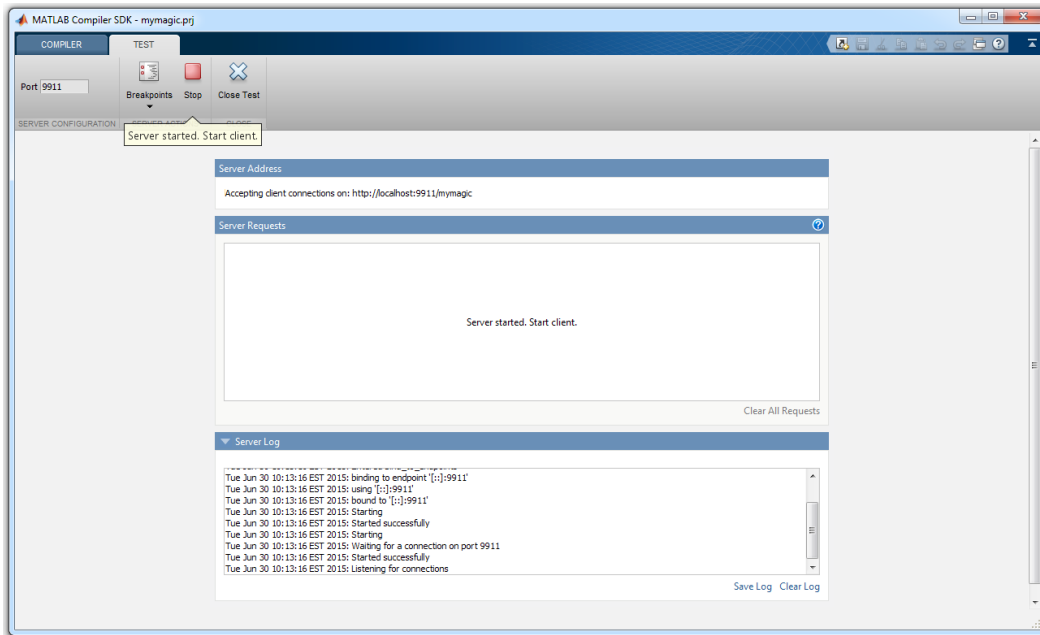 MATLAB Compiler SDK - mymagic.prj
COMPILER TEST
Port 9911
Breakpoints Stop Close Test
SERVER CONFIGURATION SERVER CLOSE
Server started. Start client.
Server Address
Accepting client connections on: http://localhost:9911/mymagic
Server Requests
Server started. Start client.
Clear All Requests
Server Log
Tue Jun 30 10:13:16 EST 2015: binding to endpoint '[::]:9911'
Tue Jun 30 10:13:16 EST 2015: using '[::]:9911'
Tue Jun 30 10:13:16 EST 2015: bound to '[::]:9911'
Tue Jun 30 10:13:16 EST 2015: Starting
Tue Jun 30 10:13:16 EST 2015: Started successfully
Tue Jun 30 10:13:16 EST 2015: Starting
Tue Jun 30 10:13:16 EST 2015: Waiting for a connection on port 9911
Tue Jun 30 10:13:16 EST 2015: Started successfully
Tue Jun 30 10:13:16 EST 2015: Listening for connections
Save Log Clear Log